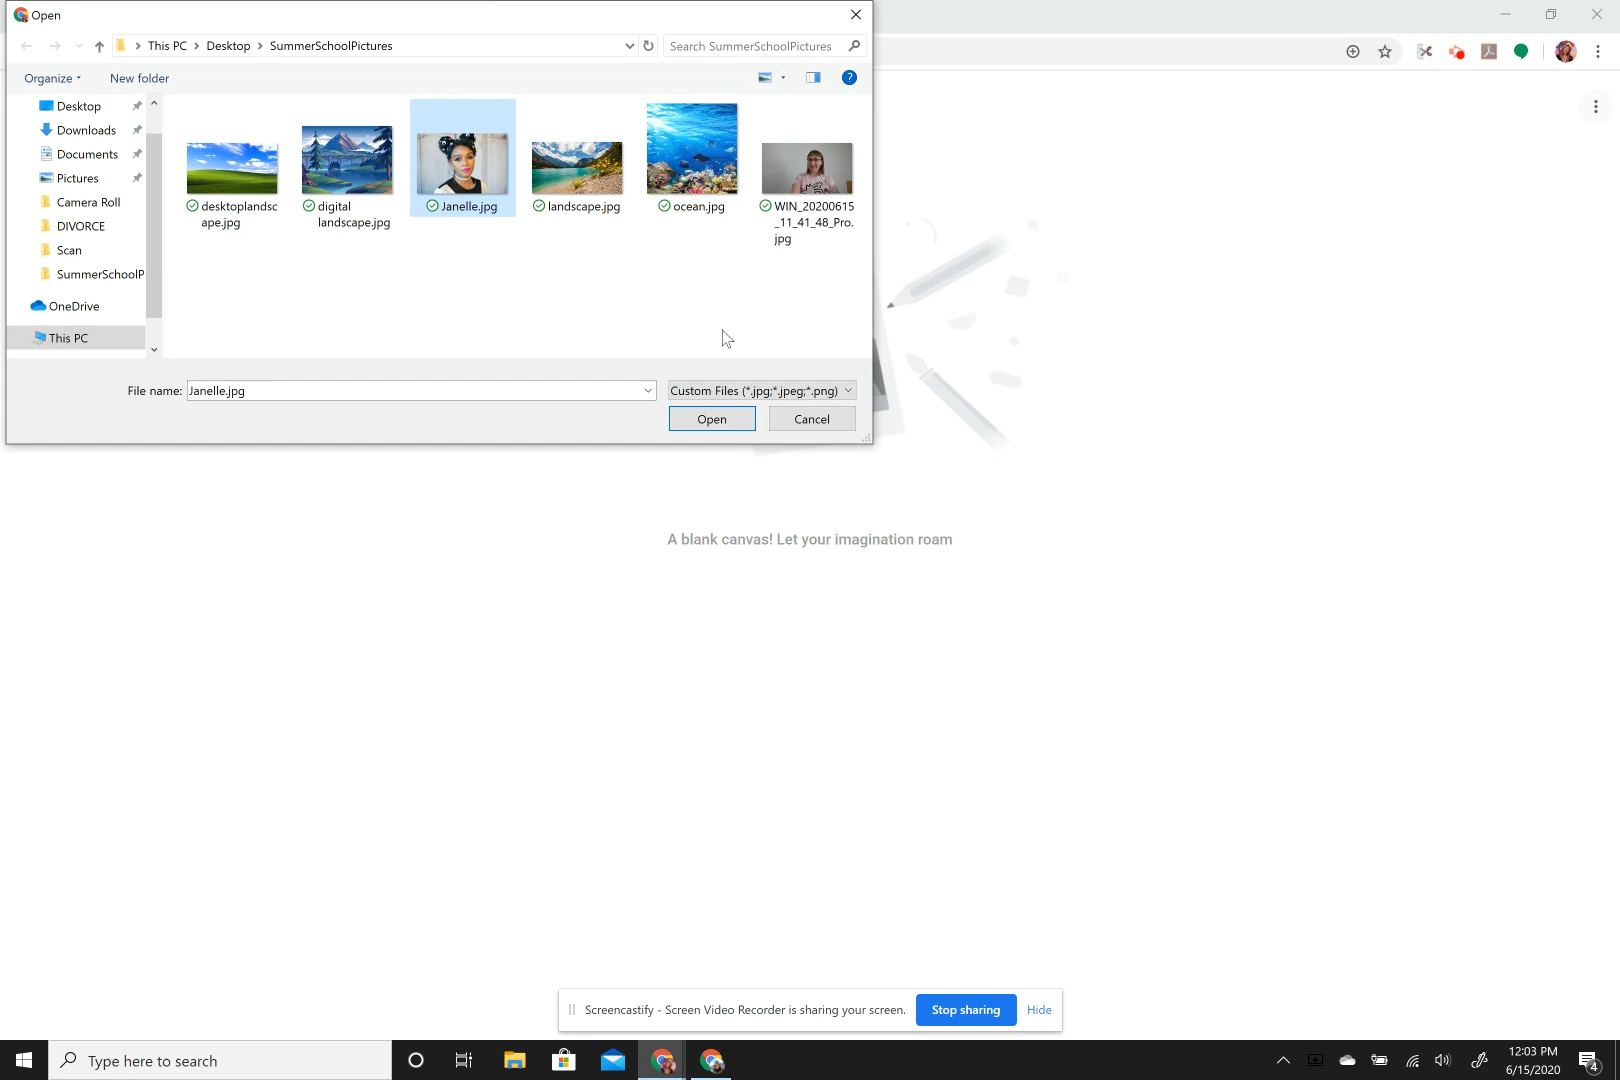 Open
This PC > Desktop > SummerSchoolPictures
Search SummerSchoolPictures
Organize
New folder
Desktop
Downloads
Documents
Pictures
Camera Roll
DIVORCE
Scan
SummerSchoolP
OneDrive
This PC
desktoplandsc
ape.jpg
digital
landscape.jpg
Janelle.jpg
landscape.jpg
ocean.jpg
WIN_20200615
_11_41_48_Pro.
jpg
File name: Janelle.jpg
Custom Files (*.jpg;*.jpeg;*.png)
Open
Cancel
A blank canvas! Let your imagination roam
Screencastify - Screen Video Recorder is sharing your screen.
Stop sharing
Hide
Type here to search
12:03 PM
6/15/2020
4